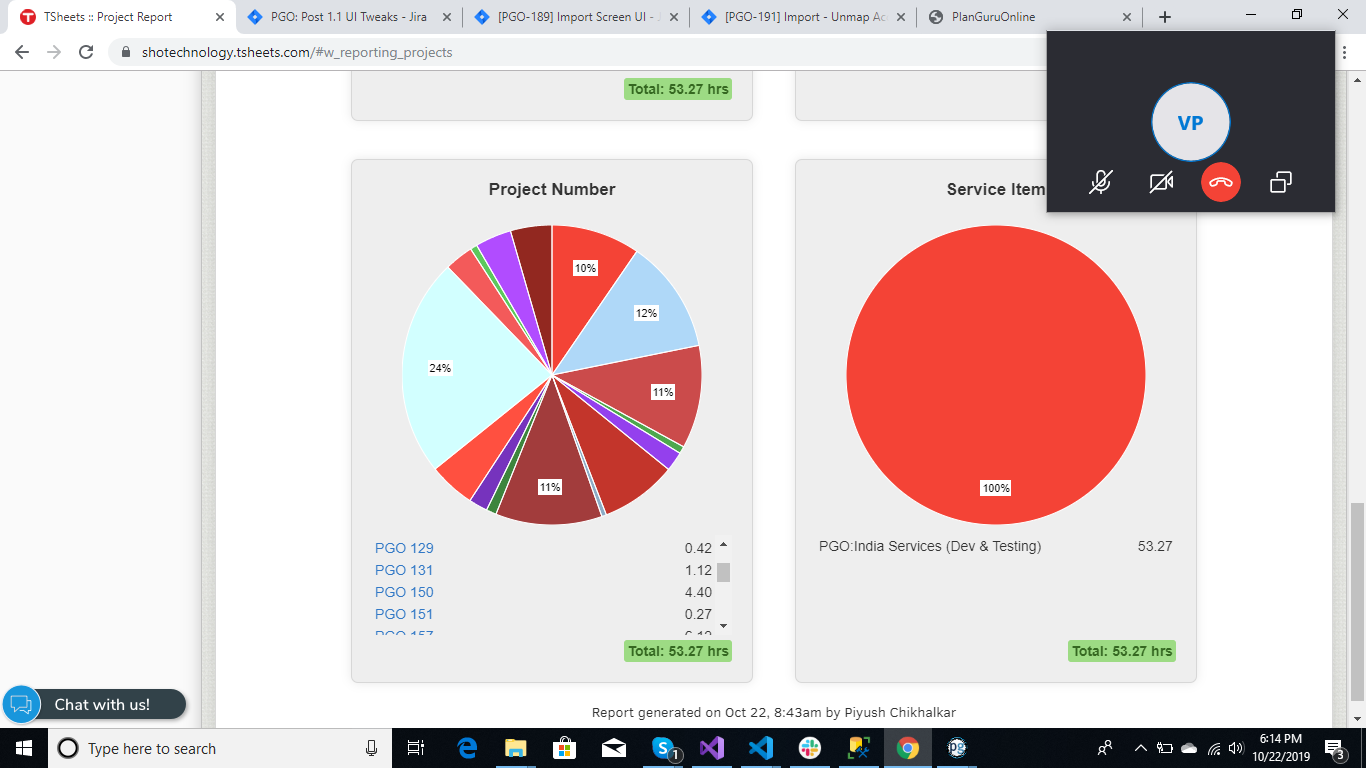 TSheets :: Project Report
PGO: Post 1.1 UI Tweaks - Jira
[PGO-189] Import Screen UI -
[PGO-191] Import - Unmap Ac
PlanGuruOnline
shotechnology.tsheets.com/#w_reporting_projects
VP
Total: 53.27 hrs
Project Number
10%
12%
11%
11%
24%
PGO 129 0.42
PGO 131 1.12
PGO 150 4.40
PGO 151 0.27
PGO 157 6.12
Total: 53.27 hrs
Service Item
100%
PGO:India Services (Dev & Testing) 53.27
Total: 53.27 hrs
Report generated on Oct 22, 8:43am by Piyush Chikhalkar
Chat with us!
Type here to search
1
6:14 PM
10/22/2019
3